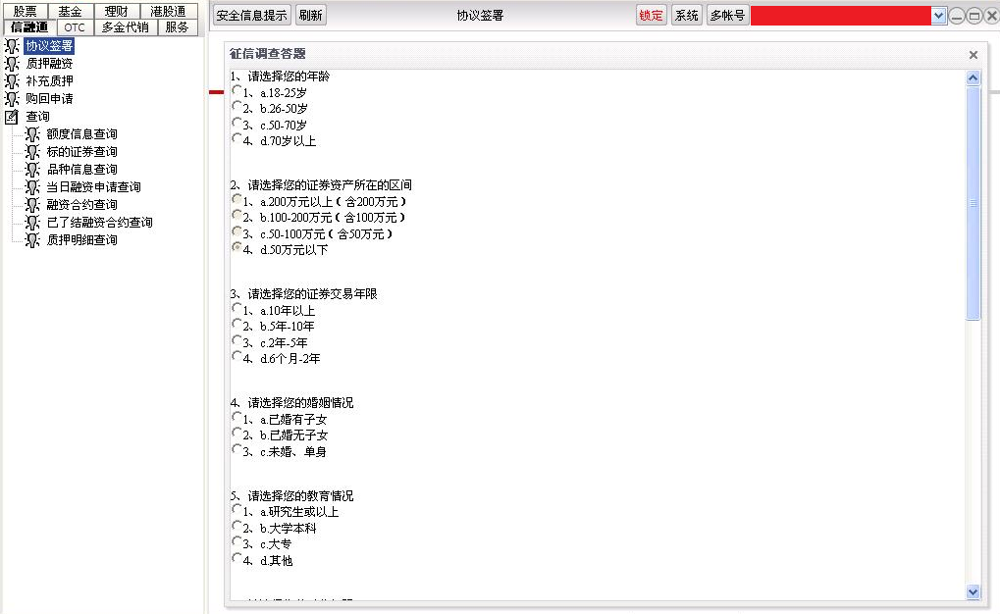 股票 基金 理财 港股通
信融通 OTC 多金代销 服务
协议签署
质押融资
补充质押
购回申请
查询
额度信息查询
标的证券查询
品种信息查询
当日融资申请查询
融资合约查询
已了结融资合约查询
质押明细查询
安全信息提示 刷新 协议签署 锁定 系统 多帐号
征信调查答题
1、请选择您的年龄
1、a.18-25岁
2、b.26-50岁
3、c.50-70岁
4、d.70岁以上
2、请选择您的证券资产所在的区间
1、a.200万元以上（含200万元）
2、b.100-200万元（含100万元）
3、c.50-100万元（含50万元）
4、d.50万元以下
3、请选择您的证券交易年限
1、a.10年以上
2、b.5年-10年
3、c.2年-5年
4、d.6个月-2年
4、请选择您的婚姻情况
1、a.已婚有子女
2、b.已婚无子女
3、c.未婚、单身
5、请选择您的教育情况
1、a.研究生或以上
2、b.大学本科
3、c.大专
4、d.其他